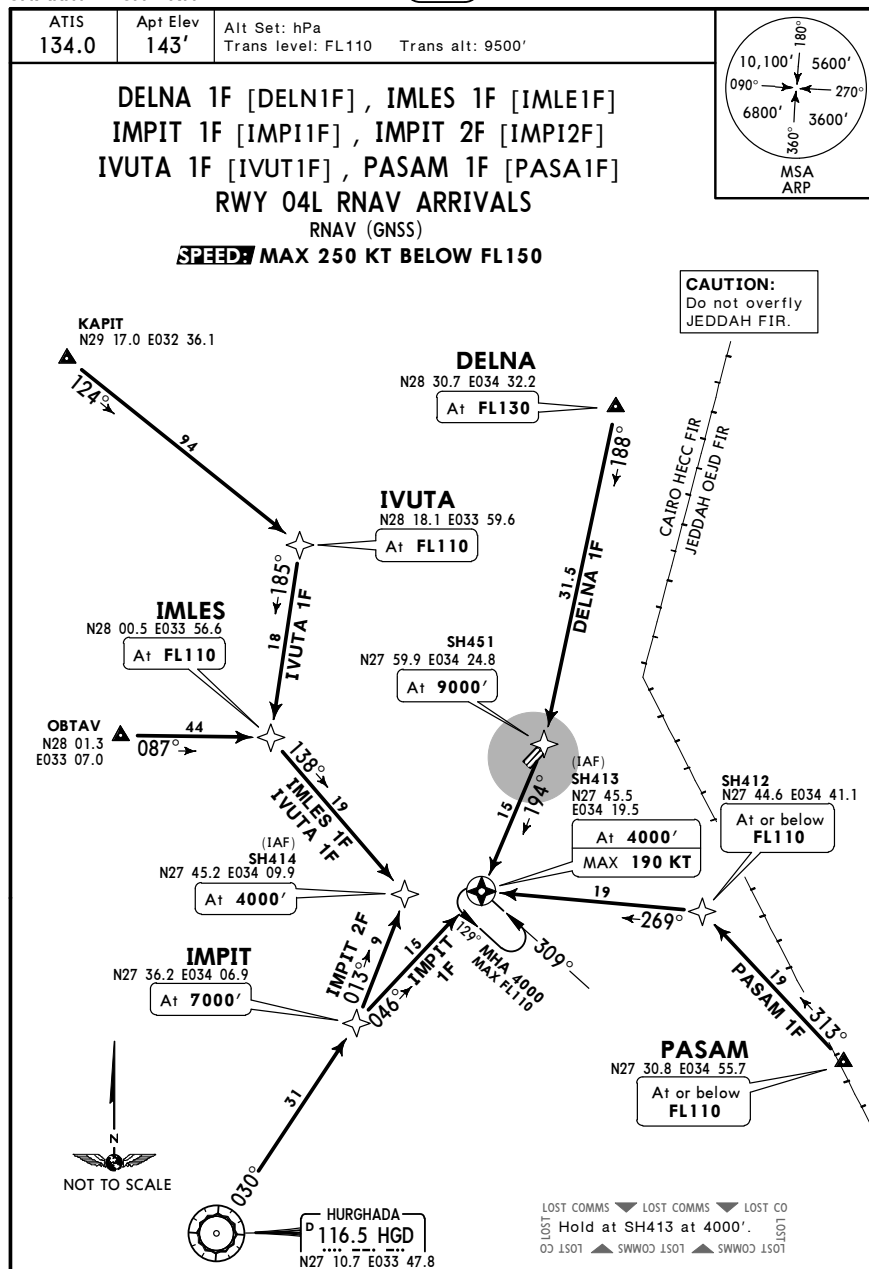 ATIS
134.0
Apt Elev
143'
Alt Set: hPa
Trans level: FL110 Trans alt: 9500'
180°
10,100' 5600'
090° 270°
6800' 3600'
360°
MSA
ARP
DELNA 1F [DELN1F] , IMLES 1F [IMLE1F]
IMPIT 1F [IMPI1F] , IMPIT 2F [IMPI2F]
IVUTA 1F [IVUT1F] , PASAM 1F [PASA1F]
RWY 04L RNAV ARRIVALS
RNAV (GNSS)
SPEED: MAX 250 KT BELOW FL150
CAUTION:
Do not overfly
JEDDAH FIR.
KAPIT
N29 17.0 E032 36.1
124°
94
DELNA
N28 30.7 E034 32.2
At FL130
188°
31.5
DELNA 1F
CAIRO HECC FIR
JEDDAH OEJD FIR
IVUTA
N28 18.1 E033 59.6
At FL110
185°
18
IVUTA 1F
IMLES
N28 00.5 E033 56.6
At FL110
SH451
N27 59.9 E034 24.8
At 9000'
OBTAV
N28 01.3
E033 07.0
44
087°
138°
19
IMLES 1F
IVUTA 1F
194°
15
(IAF)
SH413
N27 45.5
E034 19.5
At 4000'
MAX 190 KT
SH412
N27 44.6 E034 41.1
At or below
FL110
(IAF)
SH414
N27 45.2 E034 09.9
At 4000'
19
269°
IMPIT
N27 36.2 E034 06.9
At 7000'
IMPIT 2F
013°
9
15
046°
IMPIT
1F
129°
MHA 4000
MAX FL110
309°
19
PASAM 1F
313°
PASAM
N27 30.8 E034 55.7
At or below
FL110
31
030°
N
NOT TO SCALE
HURGHADA
D 116.5 HGD
N27 10.7 E033 47.8
LOST COMMS LOST COMMS LOST CO
LOST
Hold at SH413 at 4000'.
LOST
CO LOST COMMS LOST COMMS LOST